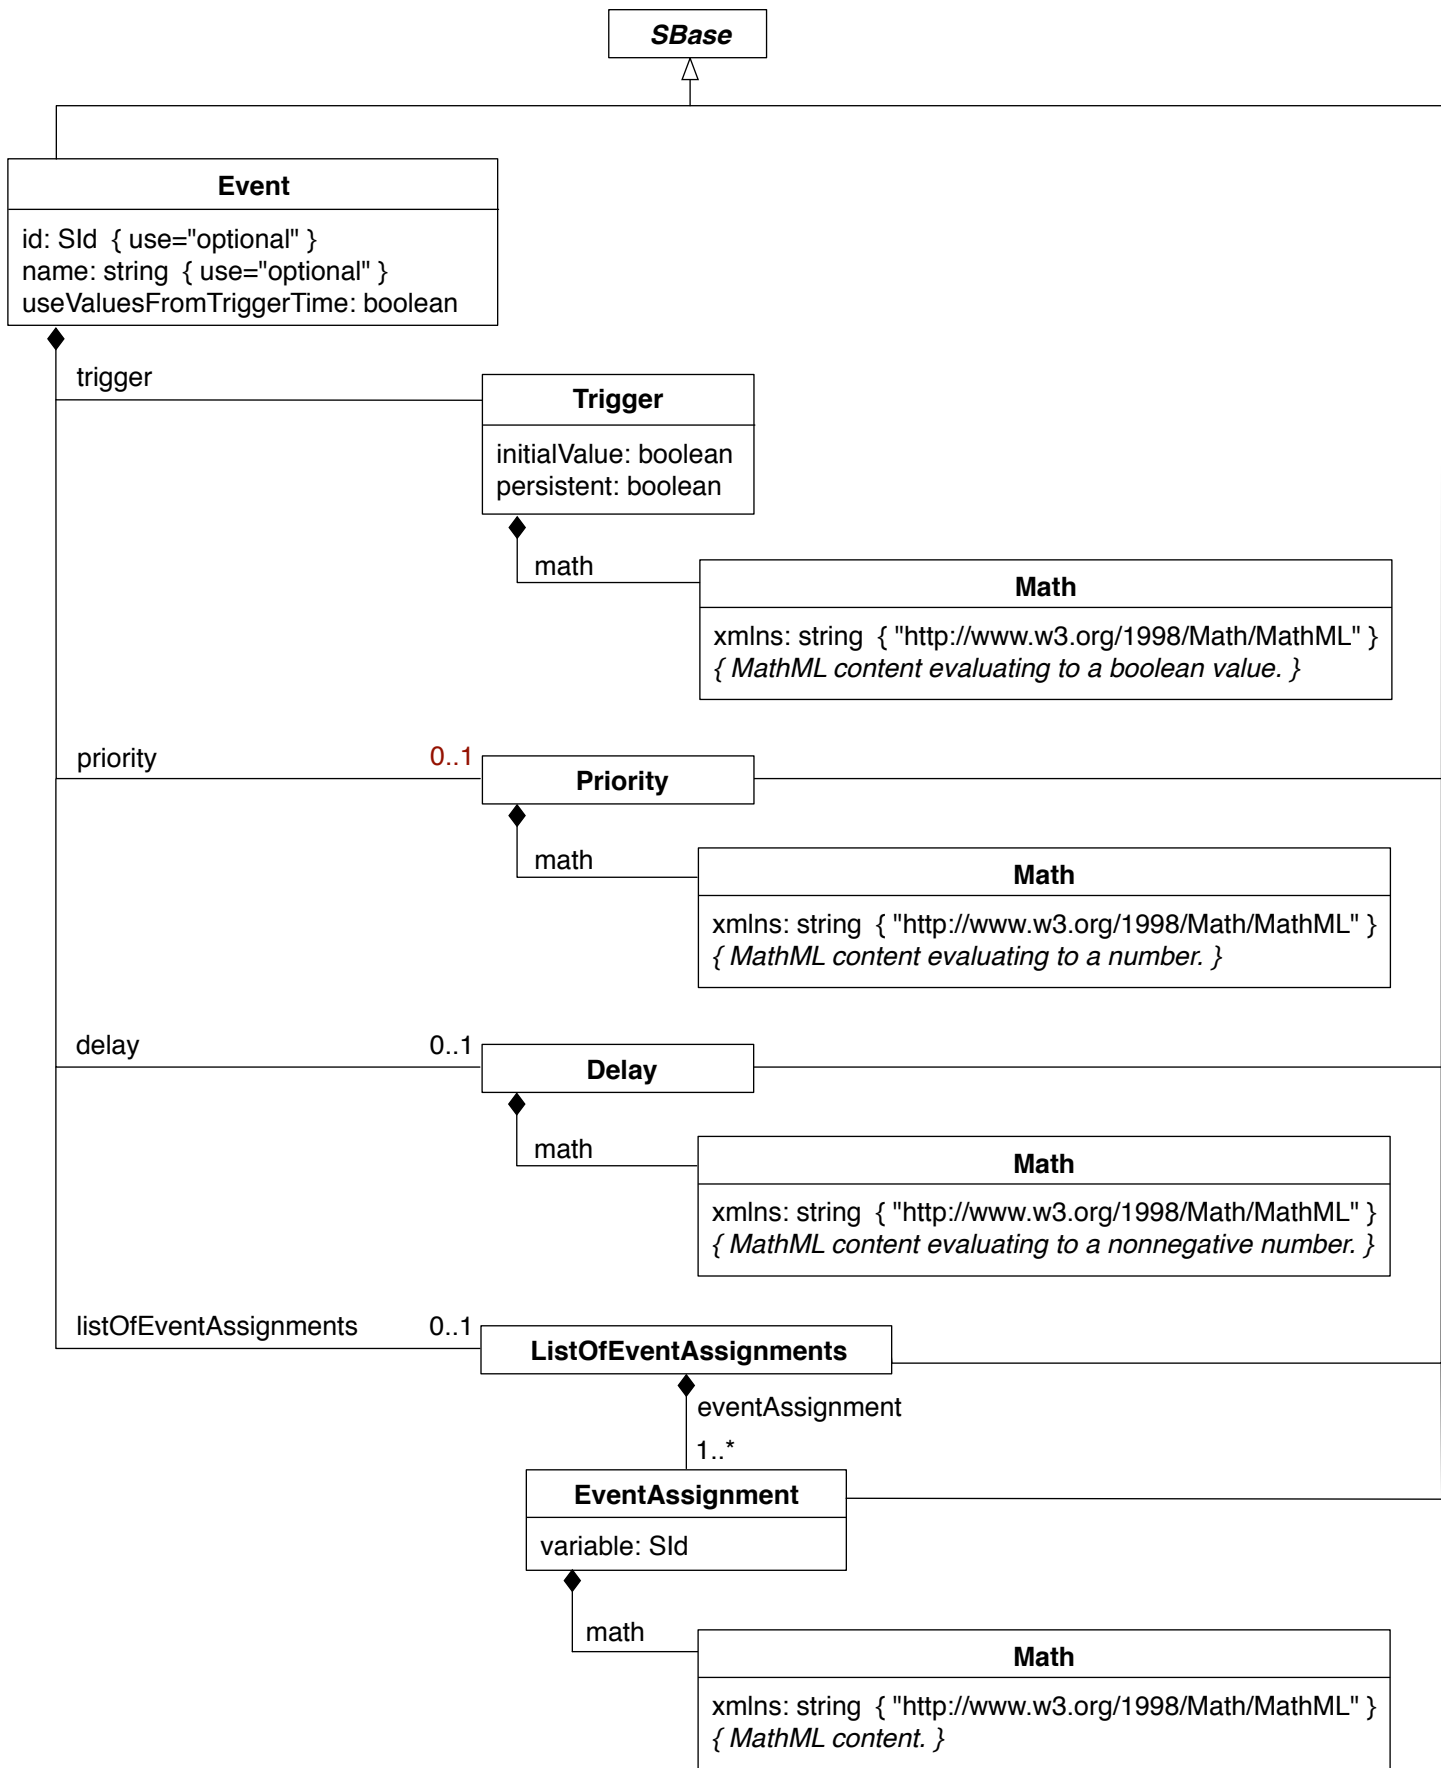 SBase
Event
id: SId { use="optional" }
name: string { use="optional" }
useValuesFromTriggerTime: boolean
trigger
Trigger
initialValue: boolean
persistent: boolean
math
Math
xmlns: string { "http://www.w3.org/1998/Math/MathML" }
{ MathML content evaluating to a boolean value. }
priority
0..1
Priority
math
Math
xmlns: string { "http://www.w3.org/1998/Math/MathML" }
{ MathML content evaluating to a number. }
delay
0..1
Delay
math
Math
xmlns: string { "http://www.w3.org/1998/Math/MathML" }
{ MathML content evaluating to a nonnegative number. }
listOfEventAssignments
0..1
ListOfEventAssignments
eventAssignment
1..*
EventAssignment
variable: SId
math
Math
xmlns: string { "http://www.w3.org/1998/Math/MathML" }
{ MathML content. }